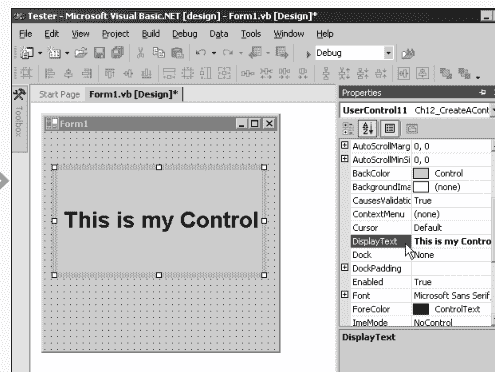 Tester - Microsoft Visual Basic.NET [design] - Form1.vb [Design]*
File Edit View Project Build Debug Data Tools Window Help
Debug
Start Page Form1.vb [Design]*
Toolbox
Form1
This is my Control
Properties
UserControl11 Ch12_CreateACont
AutoScrollMarg 0, 0
AutoScrollMinSi 0, 0
BackColor Control
BackgroundIma (none)
CausesValidatic True
ContextMenu (none)
Cursor Default
DisplayText This is my Contro
Dock None
DockPadding
Enabled True
Font Microsoft Sans Serif
ForeColor ControlText
ImeMode NoControl
DisplayText